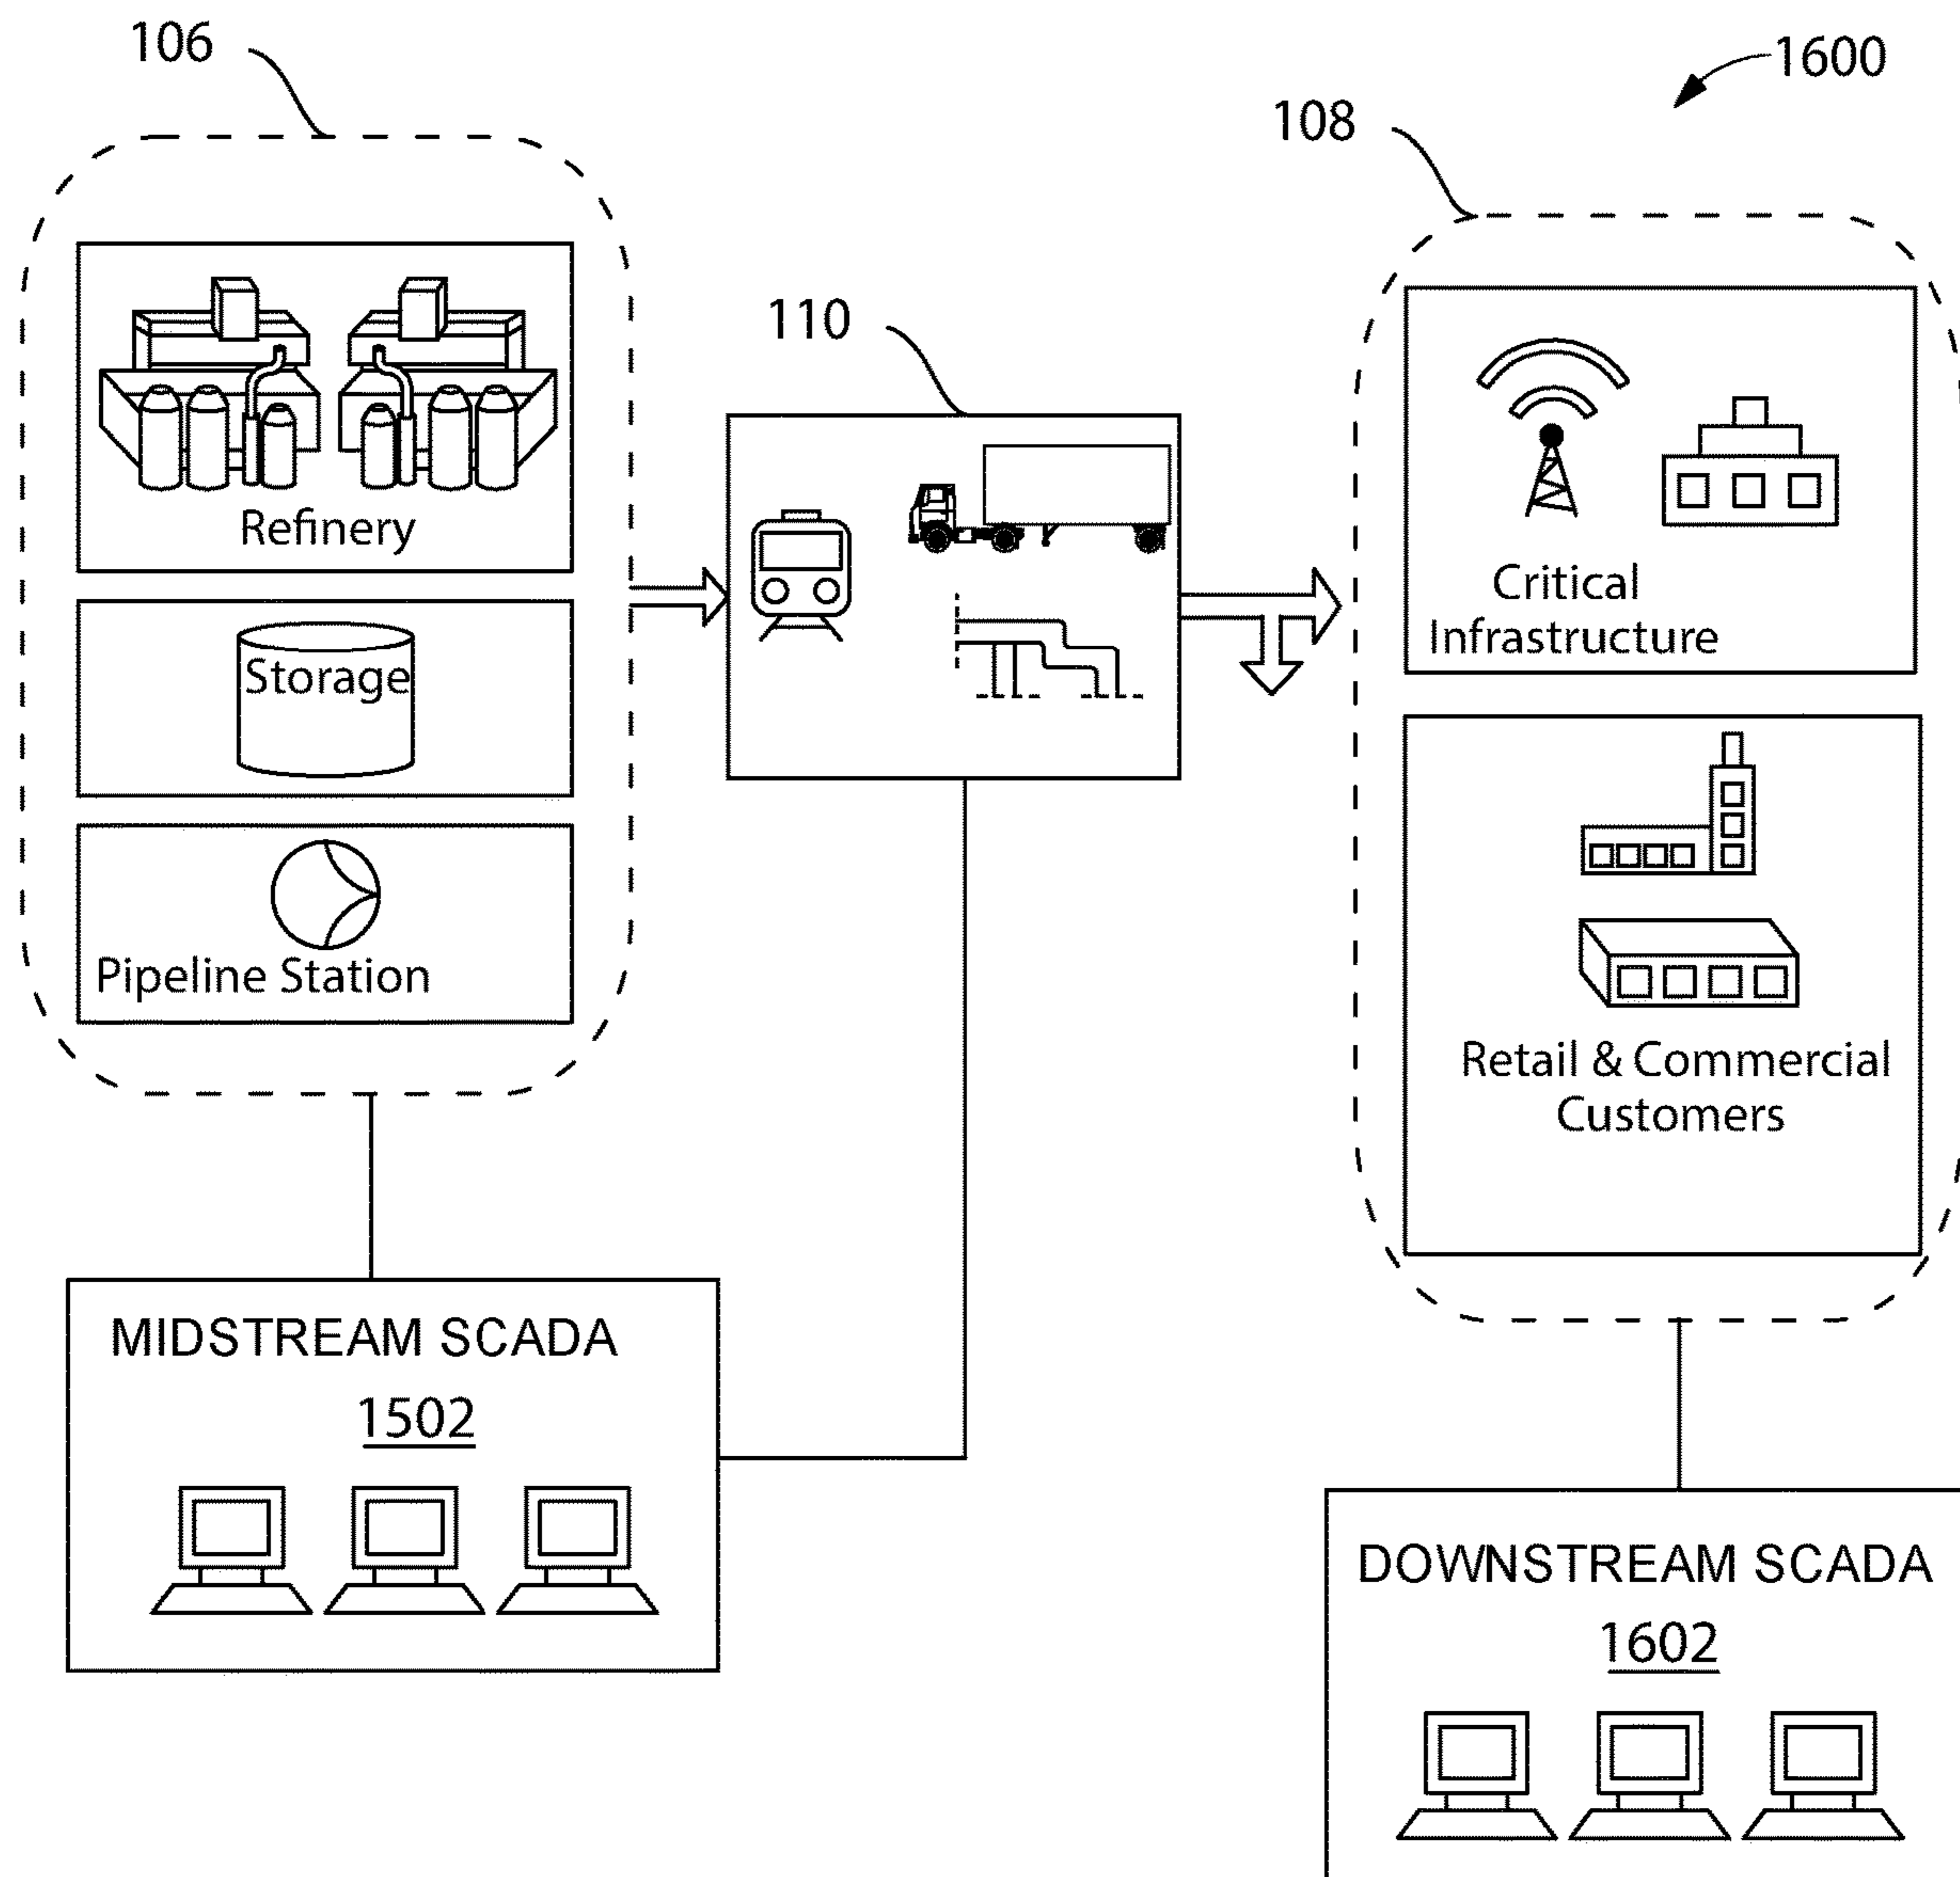 106
1600
108
110
Refinery
Storage
Pipeline Station
Critical
Infrastructure
Retail & Commercial
Customers
MIDSTREAM SCADA
1502
DOWNSTREAM SCADA
1602